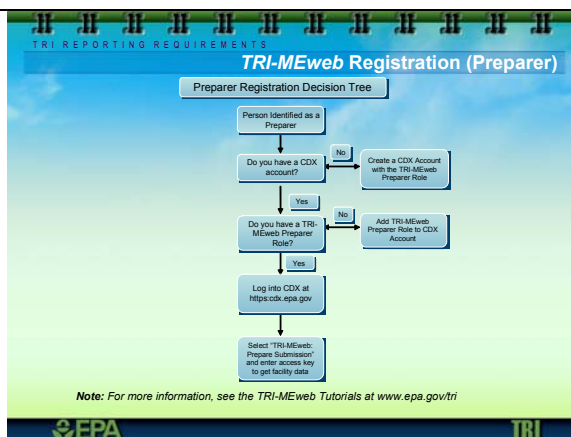 TRI REPORTING REQUIREMENTS
TRI-MEweb Registration (Preparer)
Preparer Registration Decision Tree
Person Identified as a
Preparer
Do you have a CDX
account?
No
Create a CDX Account
with the TRI-MEweb
Preparer Role
Yes
Do you have a TRI-
MEweb Preparer
Role?
No
Add TRI-MEweb
Preparer Role to CDX
Account
Yes
Log into CDX at
https:cdx.epa.gov
Select “TRI-MEweb:
Prepare Submission”
and enter access key
to get facility data
Note: For more information, see the TRI-MEweb Tutorials at www.epa.gov/tri
EPA
TRI